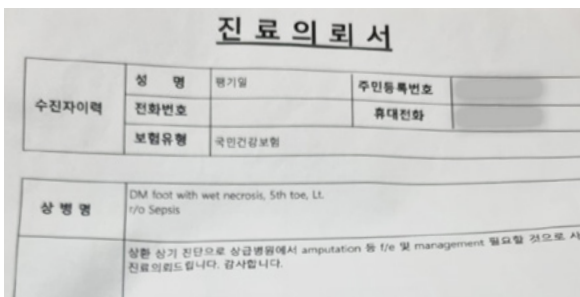 진료의뢰서
수진자이력 성 명 팽기일 주민등록번호
전화번호 휴대전화
보험유형 국민건강보험
상병명 DM foot with wet necrosis, 5th toe, Lt.
r/o Sepsis
상환 상기 진단으로 상급병원에서 amputation 등 f/e 및 management 필요할 것으로 사
진료의뢰드립니다. 감사합니다.